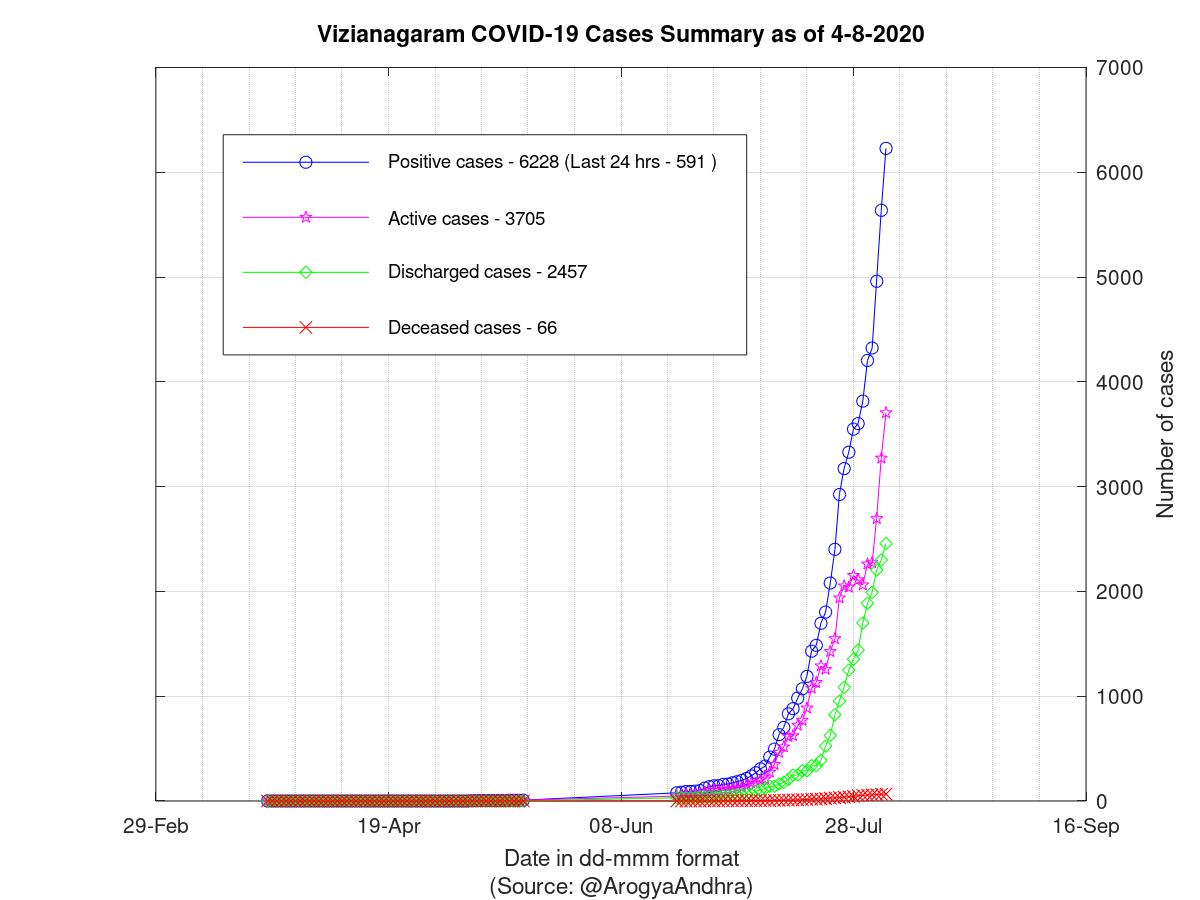 Vizianagaram COVID-19 Cases Summary as of 4-8-2020
Positive cases - 6228 (Last 24 hrs - 591 )
Active cases - 3705
Discharged cases - 2457
Deceased cases - 66
7000
6000
5000
4000
3000
2000
1000
0
Number of cases
29-Feb
19-Apr
08-Jun
28-Jul
16-Sep
Date in dd-mmm format
(Source: @ArogyaAndhra)